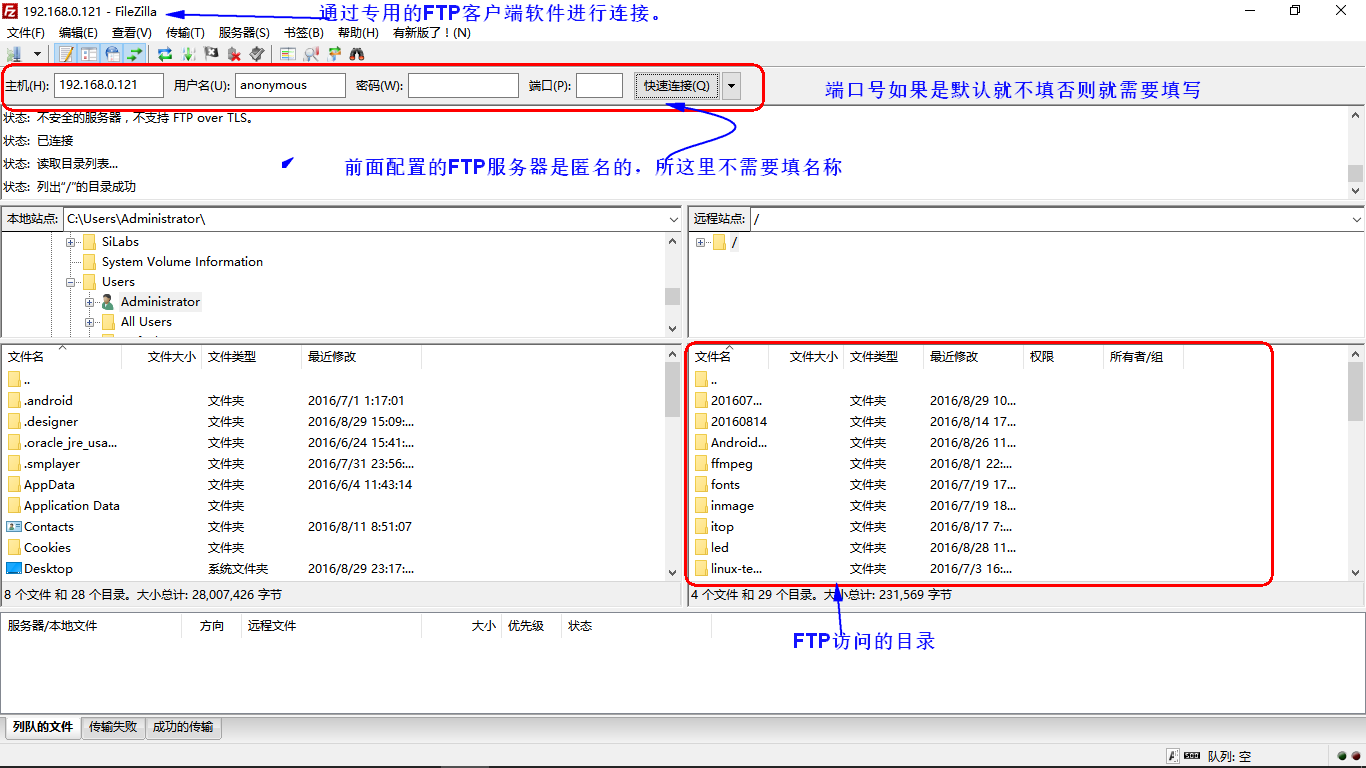 192.168.0.121 - FileZilla
通过专用的FTP客户端软件进行连接。
文件(F) 编辑(E) 查看(V) 传输(T) 服务器(S) 书签(B) 帮助(H) 有新版了！(N)
主机(H): 192.168.0.121 用户名(U): anonymous 密码(W): 端口(P): 快速连接(Q)
端口号如果是默认就不填否则就需要填写
状态: 不安全的服务器，不支持 FTP over TLS。
状态: 已连接
状态: 读取目录列表...
前面配置的FTP服务器是匿名的．所这里不需要填名称
状态: 列出“/”的目录成功
本地站点: C:\Users\Administrator\
SiLabs
System Volume Information
Users
Administrator
All Users
远程站点: /
/
文件名 文件大小 文件类型 最近修改
..
.android 文件夹 2016/7/1 1:17:01
.designer 文件夹 2016/8/29 15:09:...
.oracle_jre_usa... 文件夹 2016/6/24 15:41:...
.smplayer 文件夹 2016/7/31 23:56:...
AppData 文件夹 2016/6/4 11:43:14
Application Data 文件夹
Contacts 文件夹 2016/8/11 8:51:07
Cookies 文件夹
Desktop 系统文件夹 2016/8/29 23:17:...
8 个文件 和 28 个目录。大小总计: 28,007,426 字节
文件名 文件大小 文件类型 最近修改 权限 所有者/组
..
201607... 文件夹 2016/8/29 10...
20160814 文件夹 2016/8/14 17...
Android... 文件夹 2016/8/26 11...
ffmpeg 文件夹 2016/8/1 22:...
fonts 文件夹 2016/7/19 17...
inmage 文件夹 2016/7/19 18...
itop 文件夹 2016/8/17 7:...
led 文件夹 2016/8/28 11...
linux-te... 文件夹 2016/7/3 16:...
4 个文件 和 29 个目录。大小总计: 231,569 字节
服务器/本地文件 方向 远程文件 大小 优先级 状态
FTP访问的目录
列队的文件 传输失败 成功的传输
队列: 空